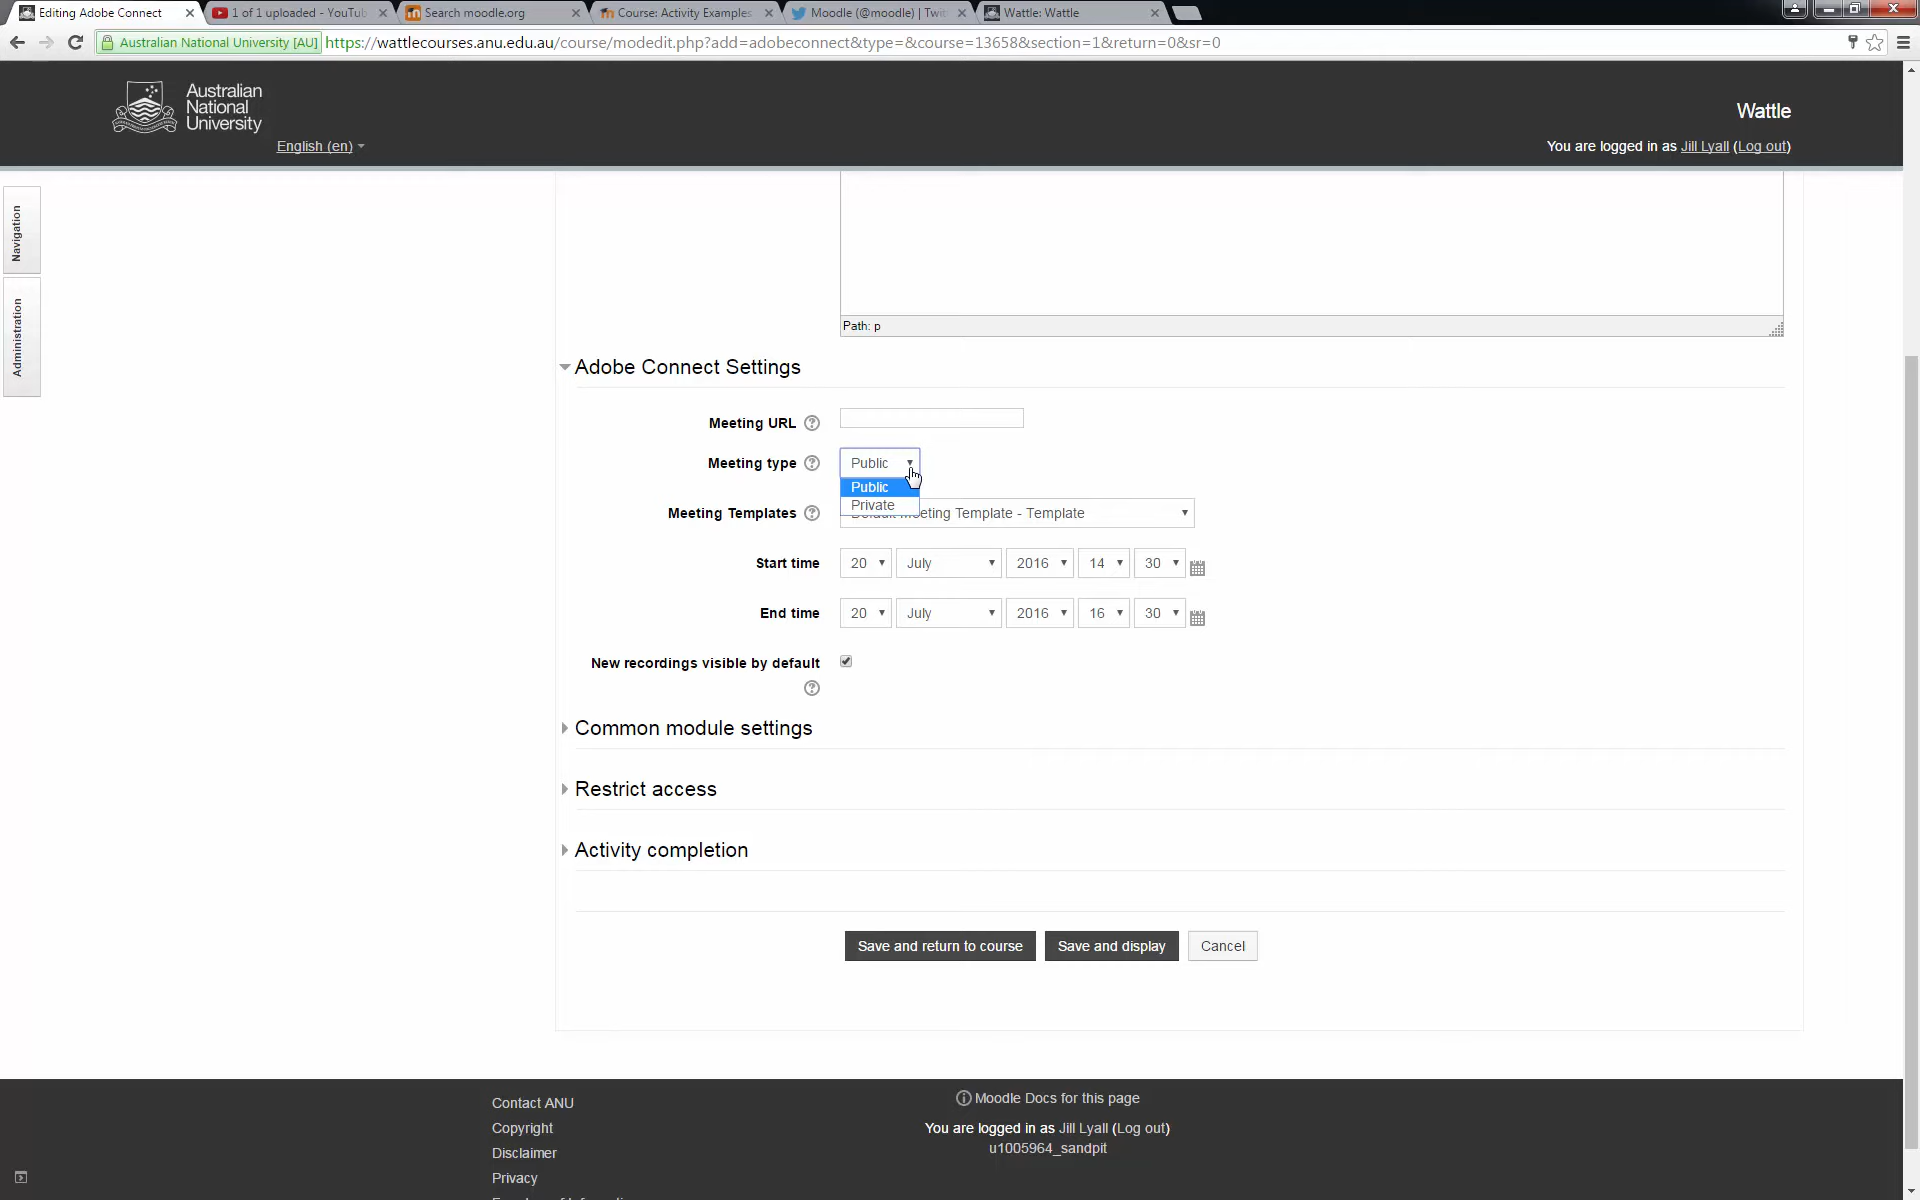 Editing Adobe Connect
1 of 1 uploaded - YouTub
Search moodle.org
Course: Activity Examples
Moodle (@moodle) | Twit
Wattle: Wattle
Australian National University [AU]
https://wattlecourses.anu.edu.au/course/modedit.php?add=adobeconnect&type=&course=13658&section=1&return=0&sr=0
Australian
National
University
English (en)
Wattle
You are logged in as Jill Lyall (Log out)
Navigation
Administration
Path: p
Adobe Connect Settings
Meeting URL
Meeting type
Public
Public
Private
Meeting Templates
Meeting Template - Template
Start time
20 July 2016 14 30
End time
20 July 2016 16 30
New recordings visible by default
Common module settings
Restrict access
Activity completion
Save and return to course
Save and display
Cancel
Contact ANU
Copyright
Disclaimer
Privacy
Moodle Docs for this page
You are logged in as Jill Lyall (Log out)
u1005964_sandpit